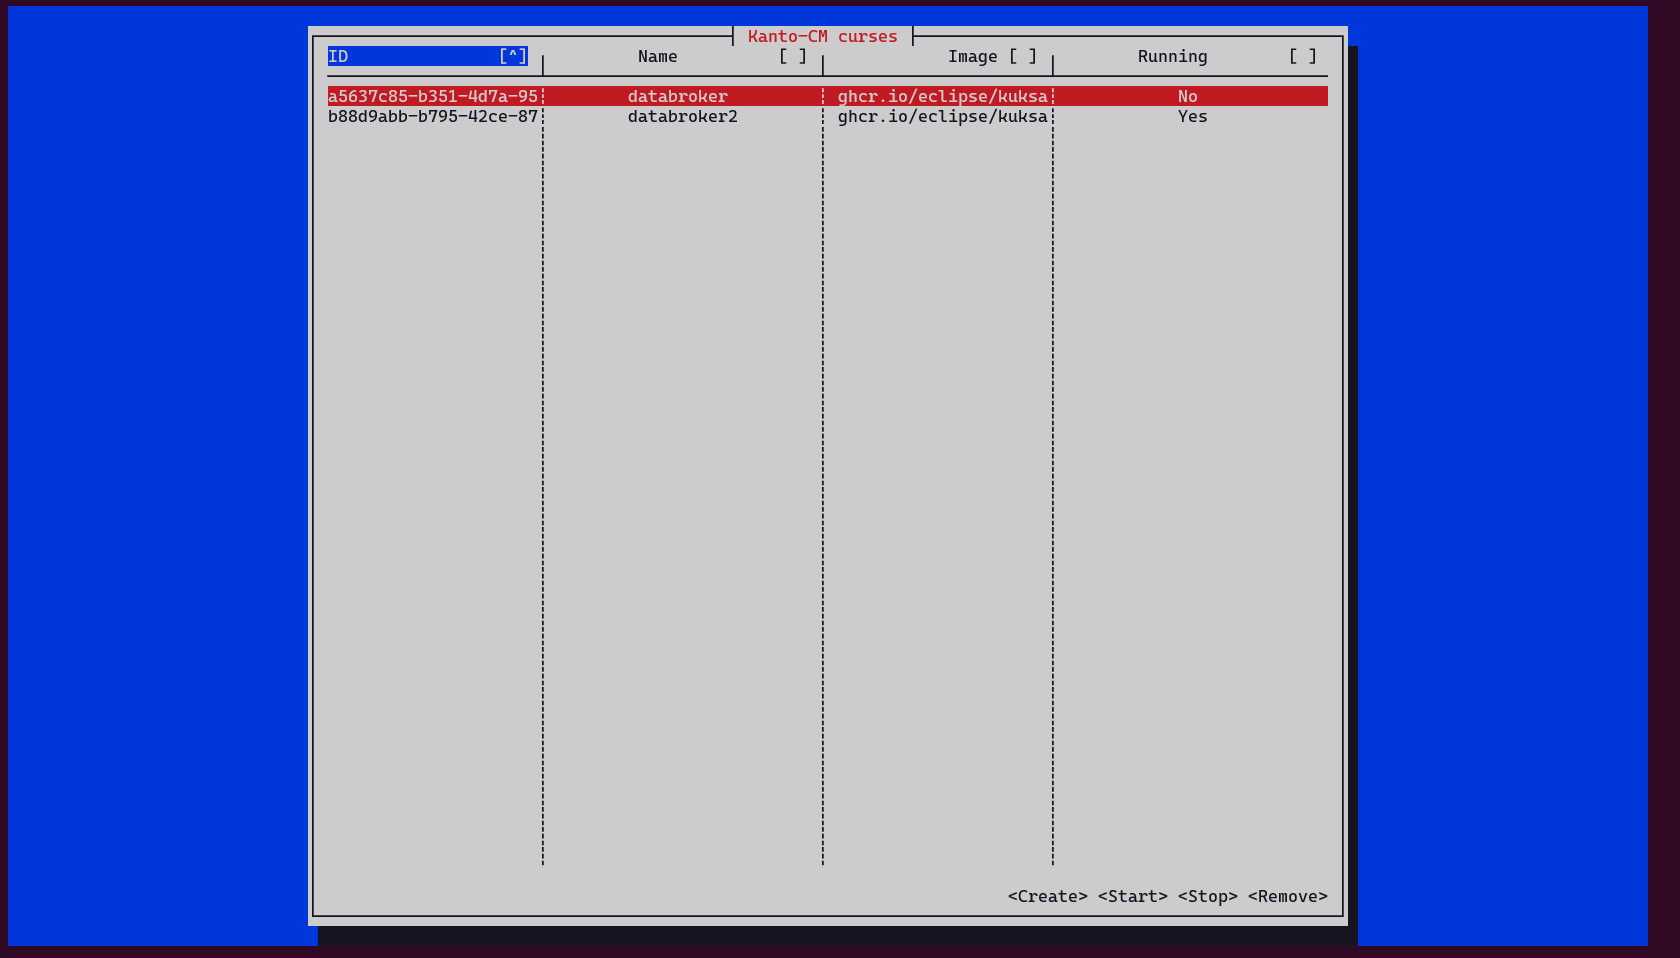 Kanto-CM curses
ID [^] Name [ ] Image [ ] Running [ ]
a5637c85-b351-4d7a-95 databroker ghcr.io/eclipse/kuksa No
b88d9abb-b795-42ce-87 databroker2 ghcr.io/eclipse/kuksa Yes
<Create> <Start> <Stop> <Remove>